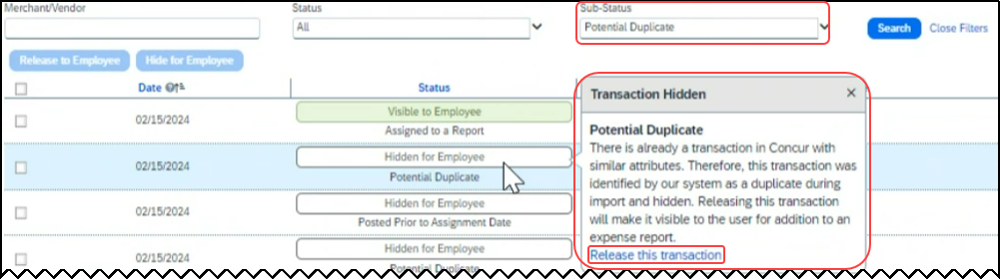 Merchant/Vendor
Status
Sub-Status
All
Potential Duplicate
Search
Close Filters
Release to Employee
Hide for Employee
Date
Status
02/15/2024
Visible to Employee
Assigned to a Report
02/15/2024
Hidden for Employee
Potential Duplicate
02/15/2024
Hidden for Employee
Posted Prior to Assignment Date
02/15/2024
Hidden for Employee
Potential Duplicate
Transaction Hidden
Potential Duplicate
There is already a transaction in Concur with
similar attributes. Therefore, this transaction was
identified by our system as a duplicate during
import and hidden. Releasing this transaction
will make it visible to the user for addition to an
expense report.
Release this transaction